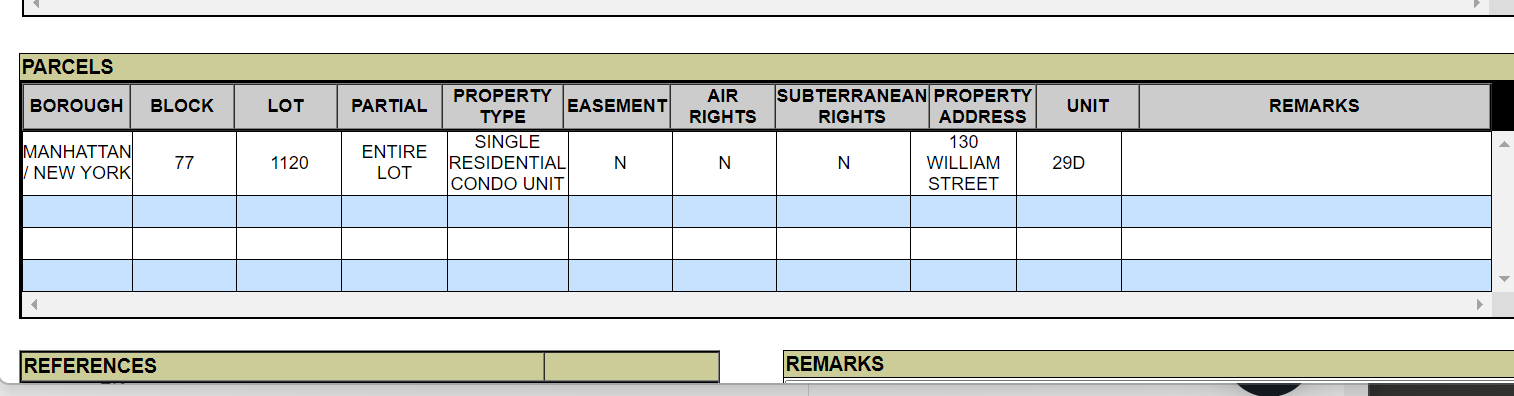 PARCELS
BOROUGH BLOCK LOT PARTIAL PROPERTY TYPE EASEMENT AIR RIGHTS SUBTERRANEAN RIGHTS PROPERTY ADDRESS UNIT REMARKS
MANHATTAN / NEW YORK 77 1120 ENTIRE LOT SINGLE RESIDENTIAL CONDO UNIT N N N 130 WILLIAM STREET 29D
REFERENCES
REMARKS